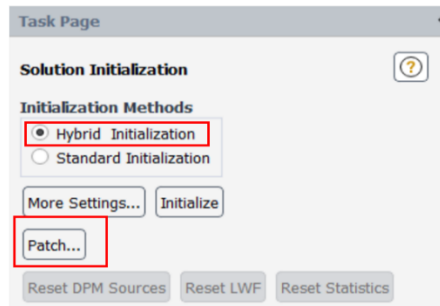 Task Page
Solution Initialization
Initialization Methods
Hybrid Initialization
Standard Initialization
More Settings... Initialize
Patch...
Reset DPM Sources Reset LWF Reset Statistics